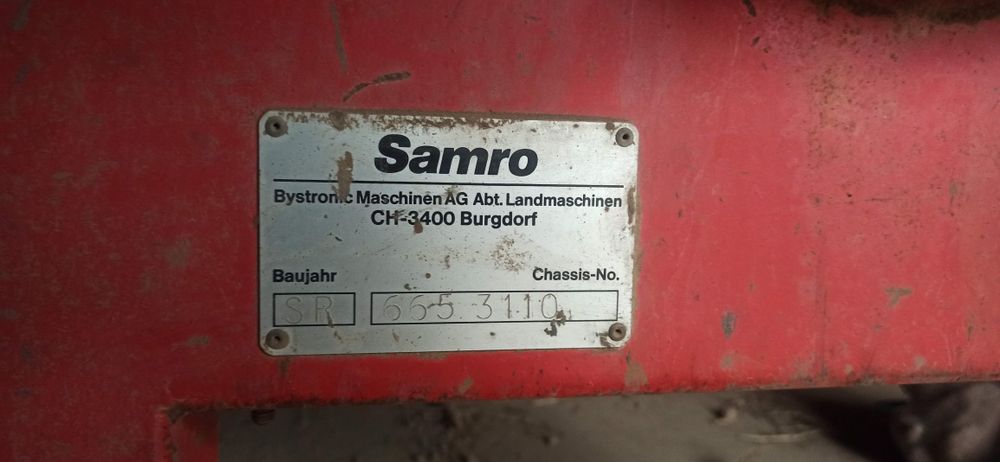 Samro
Bystronic Maschinen AG Abt. Landmaschinen
CH-3400 Burgdorf
Baujahr Chassis-No.
SR 665.3110